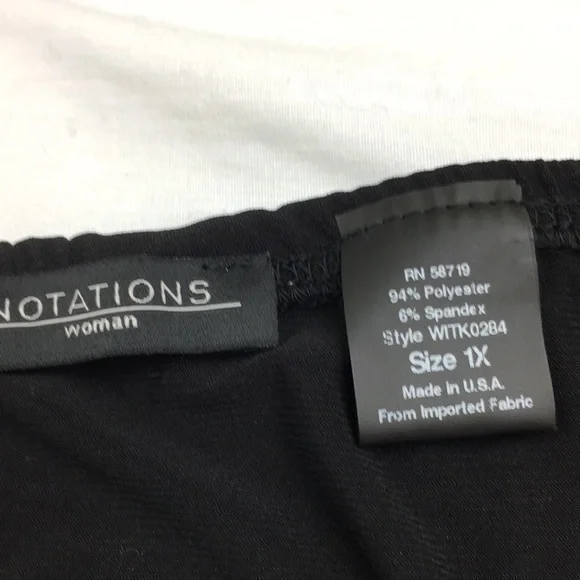 NOTATIONS
woman
RN 58719
94% Polyester
6% Spandex
Style WITK0284
Size 1X
Made in U.S.A.
From Imported Fabric